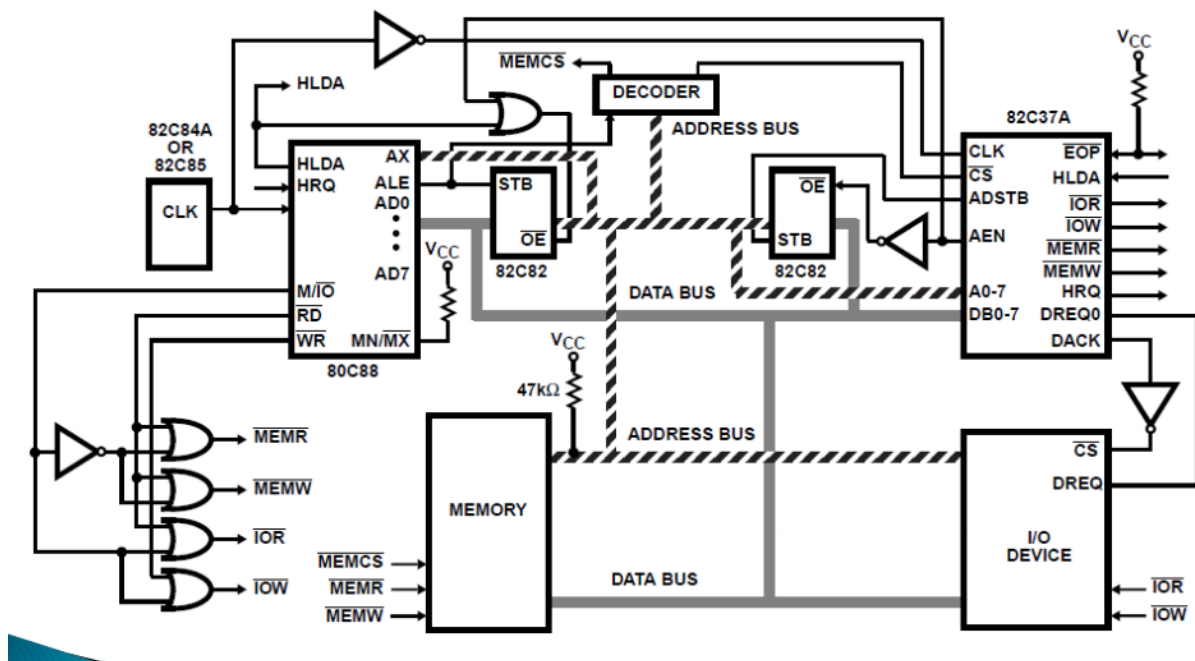 VCC
MEMCS
HLDA
DECODER
82C37A
82C84A
OR
82C85
ADDRESS BUS
AX
HLDA
ALE
HRQ
STB
AD0
CLK
OE
AD7
VCC
82C82
OE
STB
82C82
CLK
EOP
CS
HLDA
ADSTB
IOR
IOW
AEN
MEMR
MEMW
A0-7
HRQ
DB0-7
DREQ0
DACK
M/IO
RD
WR
MN/MX
80C88
DATA BUS
VCC
47kΩ
MEMR
MEMW
IOR
IOW
ADDRESS BUS
MEMORY
CS
DREQ
I/O
DEVICE
MEMCS
MEMR
MEMW
DATA BUS
IOR
IOW